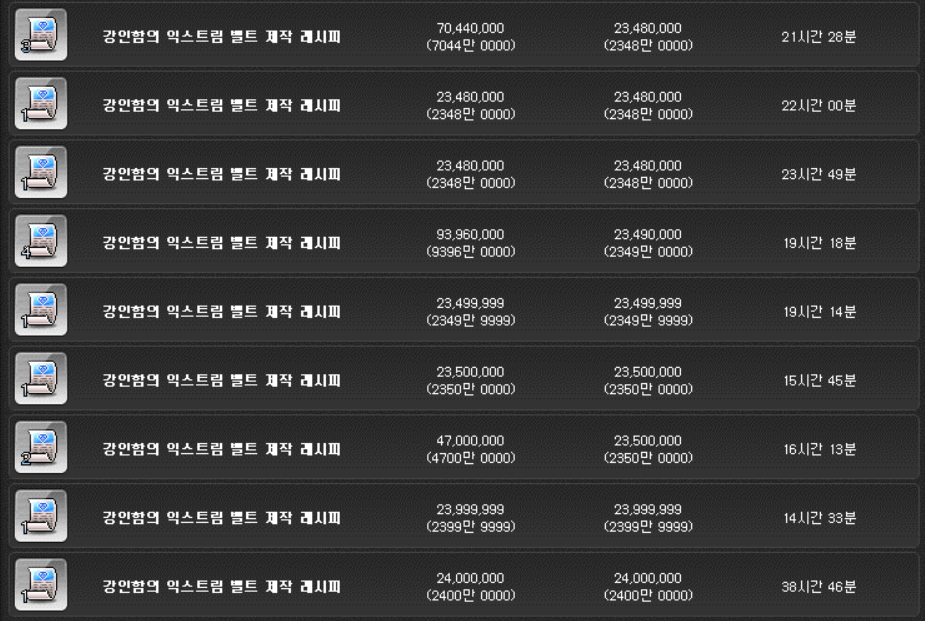 3 강인함의 익스트림 벨트 제작 레시피 70,440,000 23,480,000 21시간 28분
(7044만 0000) (2348만 0000)
1 강인함의 익스트림 벨트 제작 레시피 23,480,000 23,480,000 22시간 00분
(2348만 0000) (2348만 0000)
1 강인함의 익스트림 벨트 제작 레시피 23,480,000 23,480,000 23시간 49분
(2348만 0000) (2348만 0000)
4 강인함의 익스트림 벨트 제작 레시피 93,960,000 23,490,000 19시간 18분
(9396만 0000) (2349만 0000)
1 강인함의 익스트림 벨트 제작 레시피 23,499,999 23,499,999 19시간 14분
(2349만 9999) (2349만 9999)
1 강인함의 익스트림 벨트 제작 레시피 23,500,000 23,500,000 15시간 45분
(2350만 0000) (2350만 0000)
2 강인함의 익스트림 벨트 제작 레시피 47,000,000 23,500,000 16시간 13분
(4700만 0000) (2350만 0000)
1 강인함의 익스트림 벨트 제작 레시피 23,999,999 23,999,999 14시간 33분
(2399만 9999) (2399만 9999)
1 강인함의 익스트림 벨트 제작 레시피 24,000,000 24,000,000 38시간 46분
(2400만 0000) (2400만 0000)